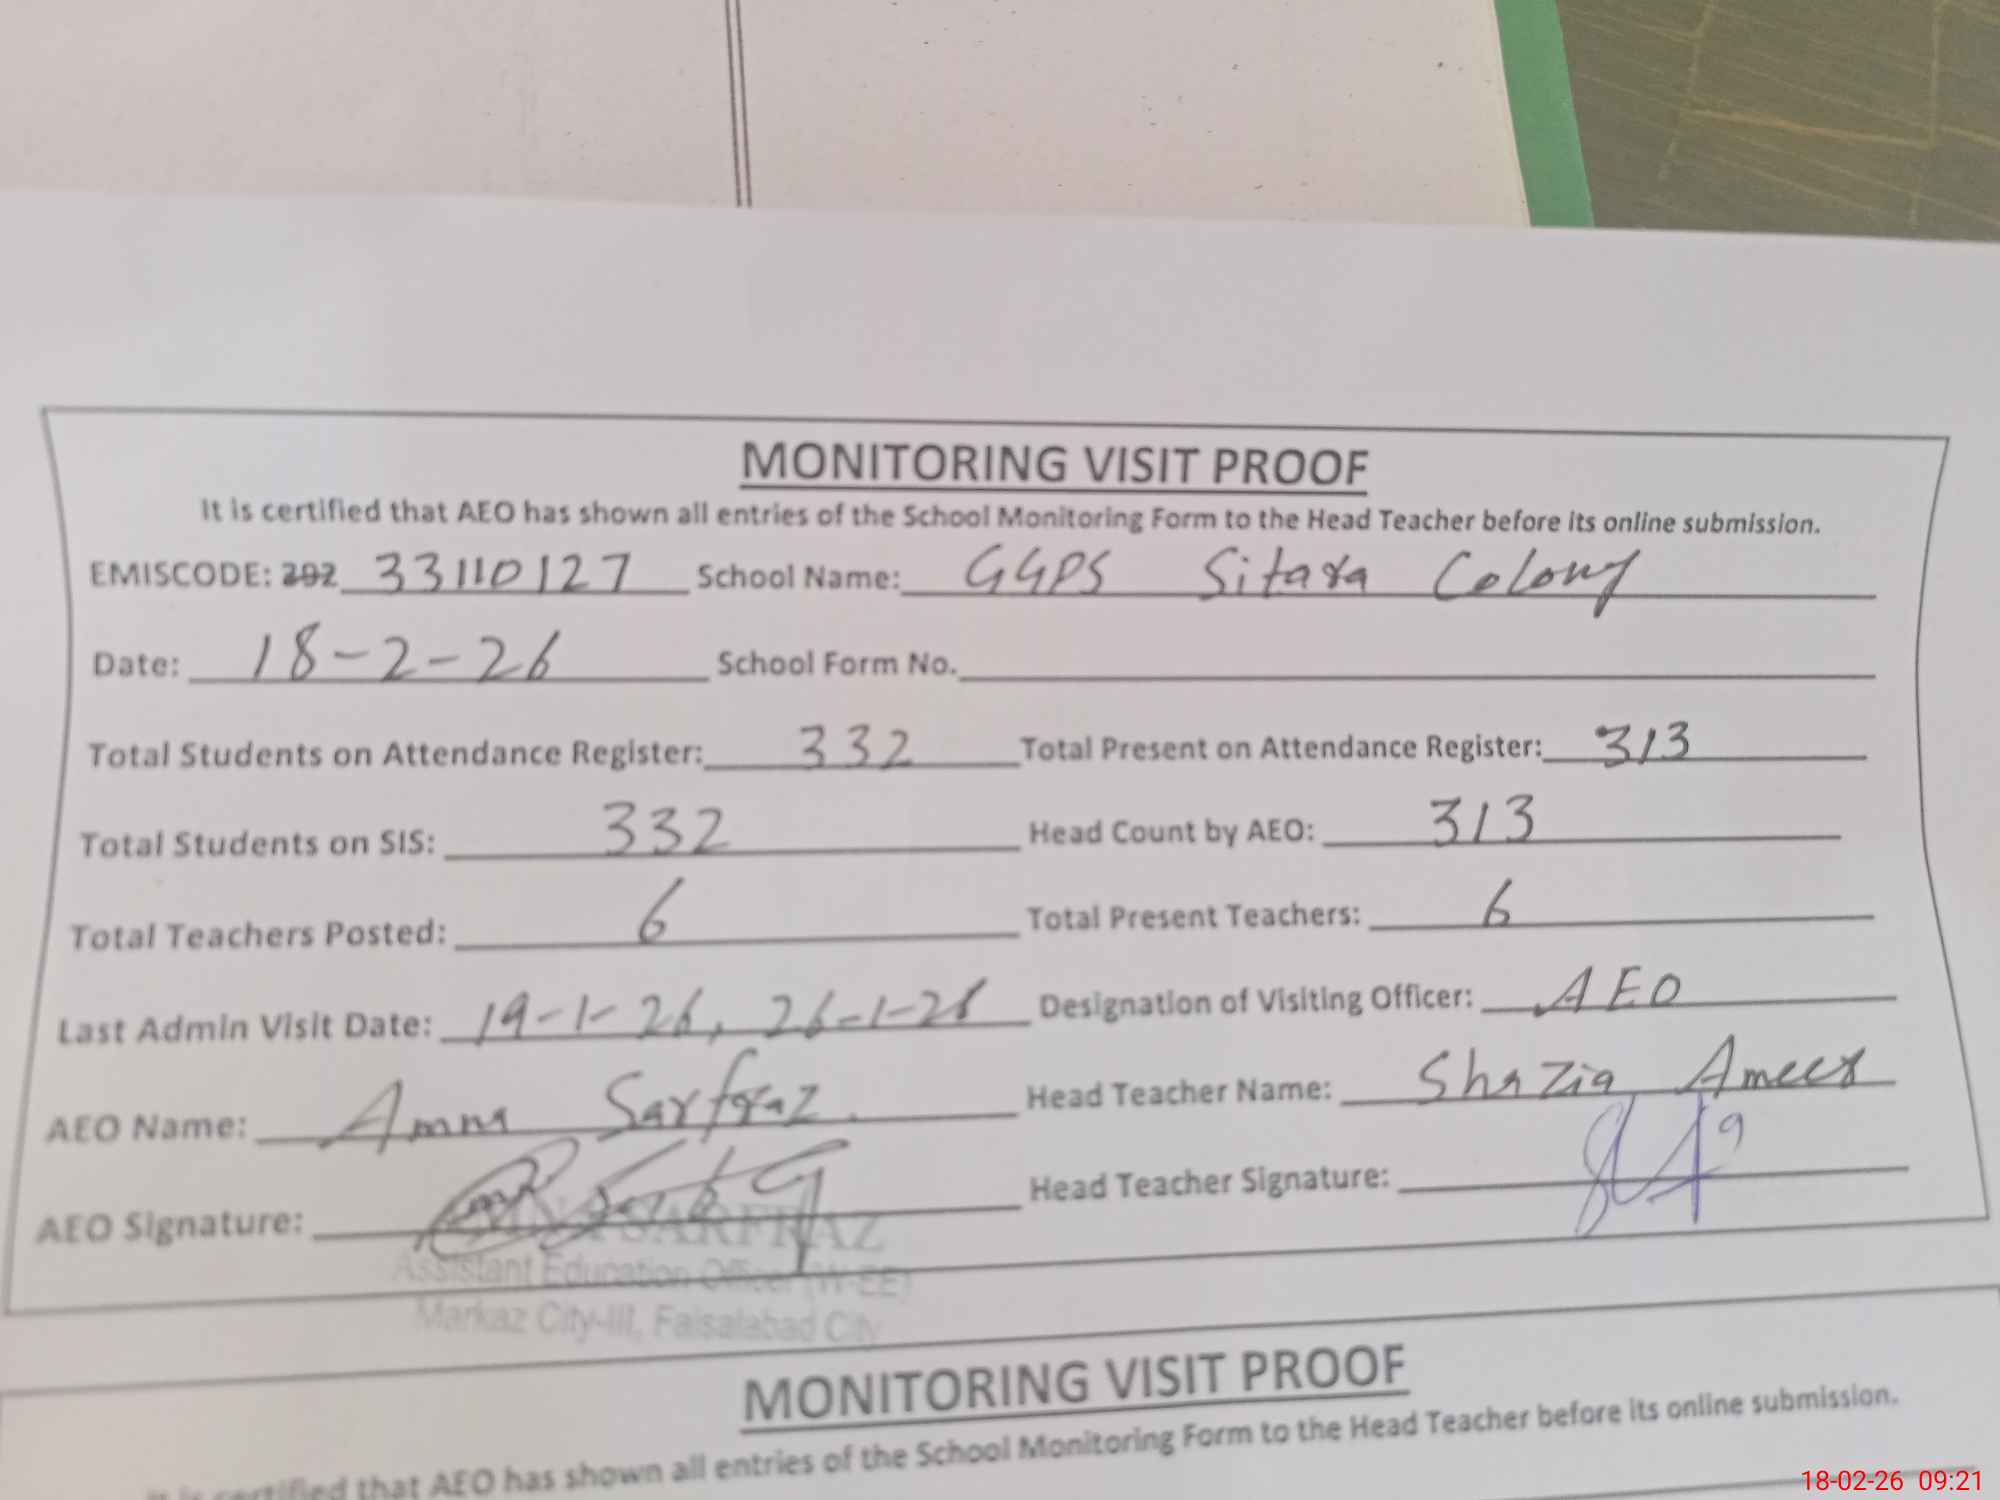 MONITORING VISIT PROOF
It is certified that AEO has shown all entries of the School Monitoring Form to the Head Teacher before its online submission.
EMISCODE: 292 33110127 School Name: GGPS Sitara Colony
Date: 18-2-26 School Form No.
Total Students on Attendance Register: 332 Total Present on Attendance Register: 313
Total Students on SIS: 332 Head Count by AEO: 313
Total Teachers Posted: 6 Total Present Teachers: 6
Last Admin Visit Date: 19-1-26, 26-1-26 Designation of Visiting Officer: AEO
AEO Name: Amna Sarfraz Head Teacher Name: Shazia Ameer
AEO Signature: Head Teacher Signature:
SARFRAZ
Assistant Education Officer (W-EE)
Markaz City-III, Faisalabad City
MONITORING VISIT PROOF
It is certified that AEO has shown all entries of the School Monitoring Form to the Head Teacher before its online submission.
18-02-26 09:21